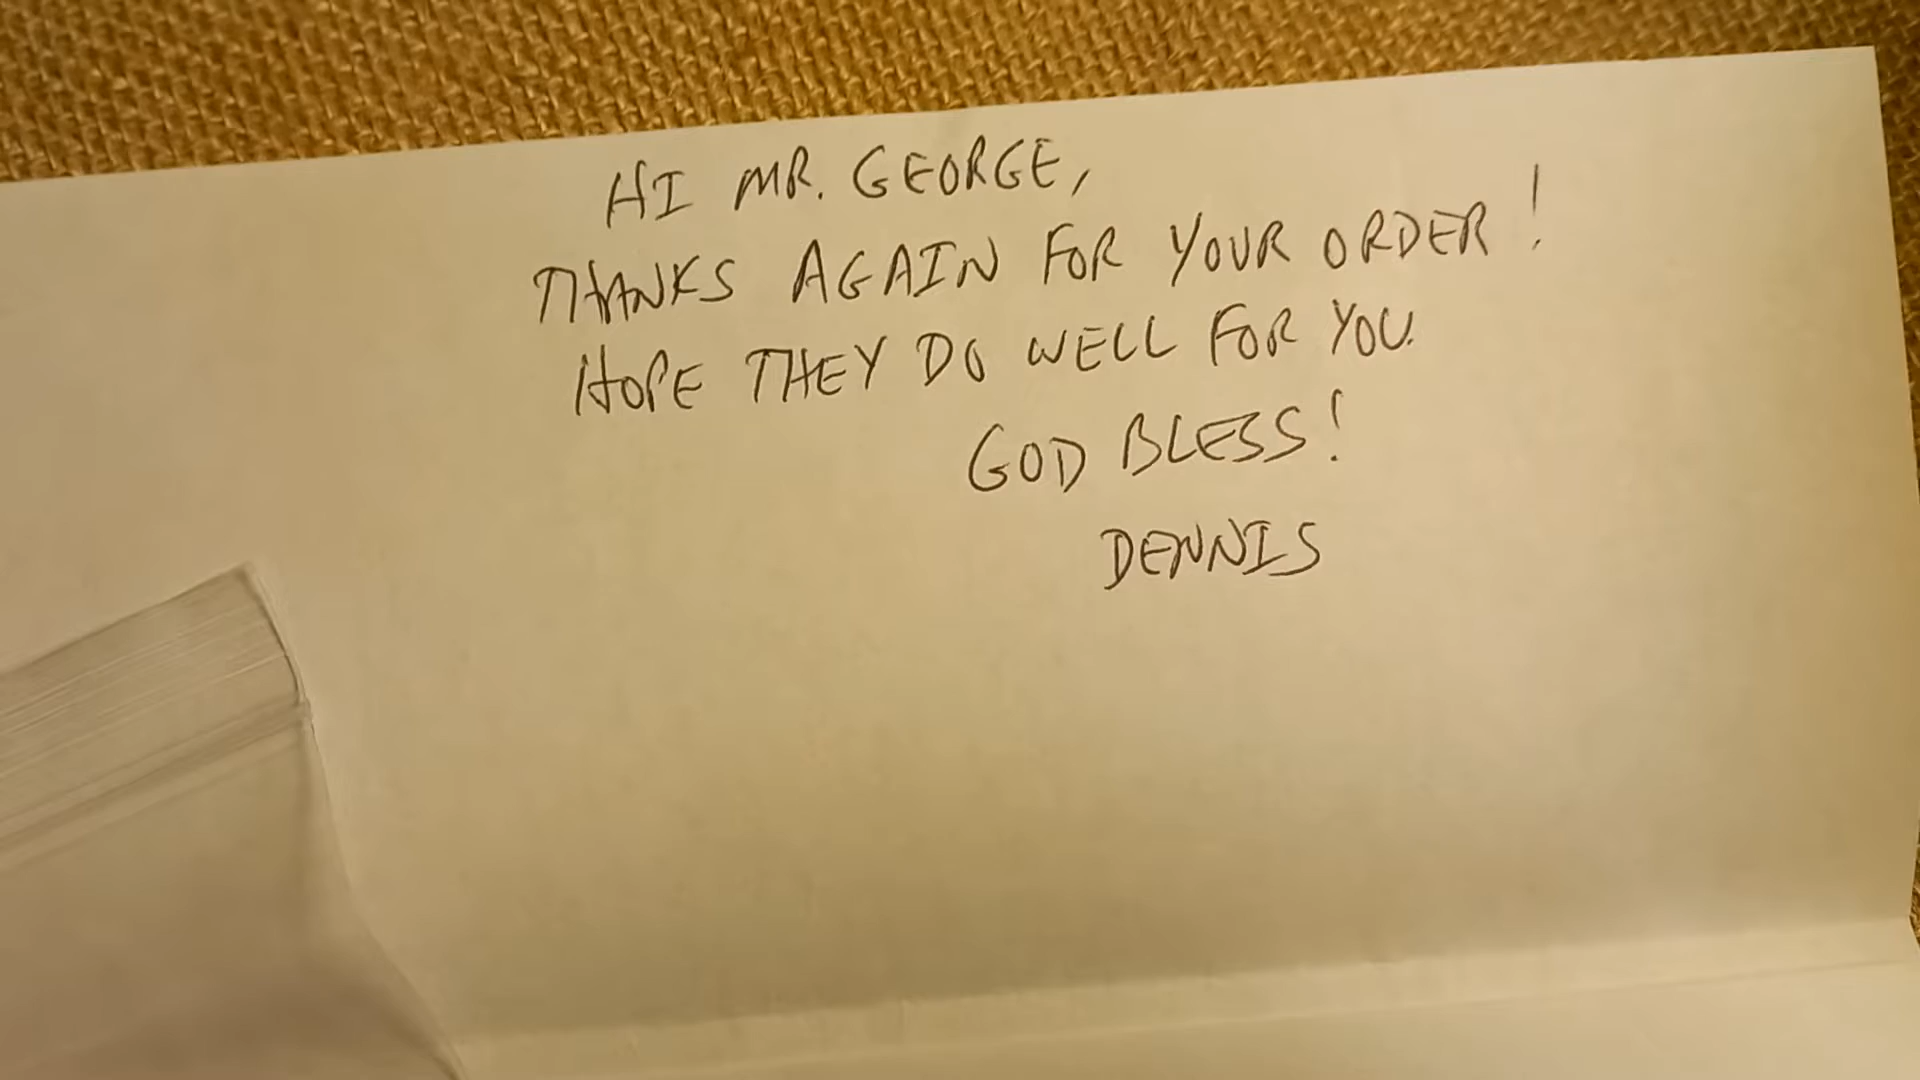 HI MR. GEORGE,
THANKS AGAIN FOR YOUR ORDER!
HOPE THEY DO WELL FOR YOU.
GOD BLESS!
DENNIS